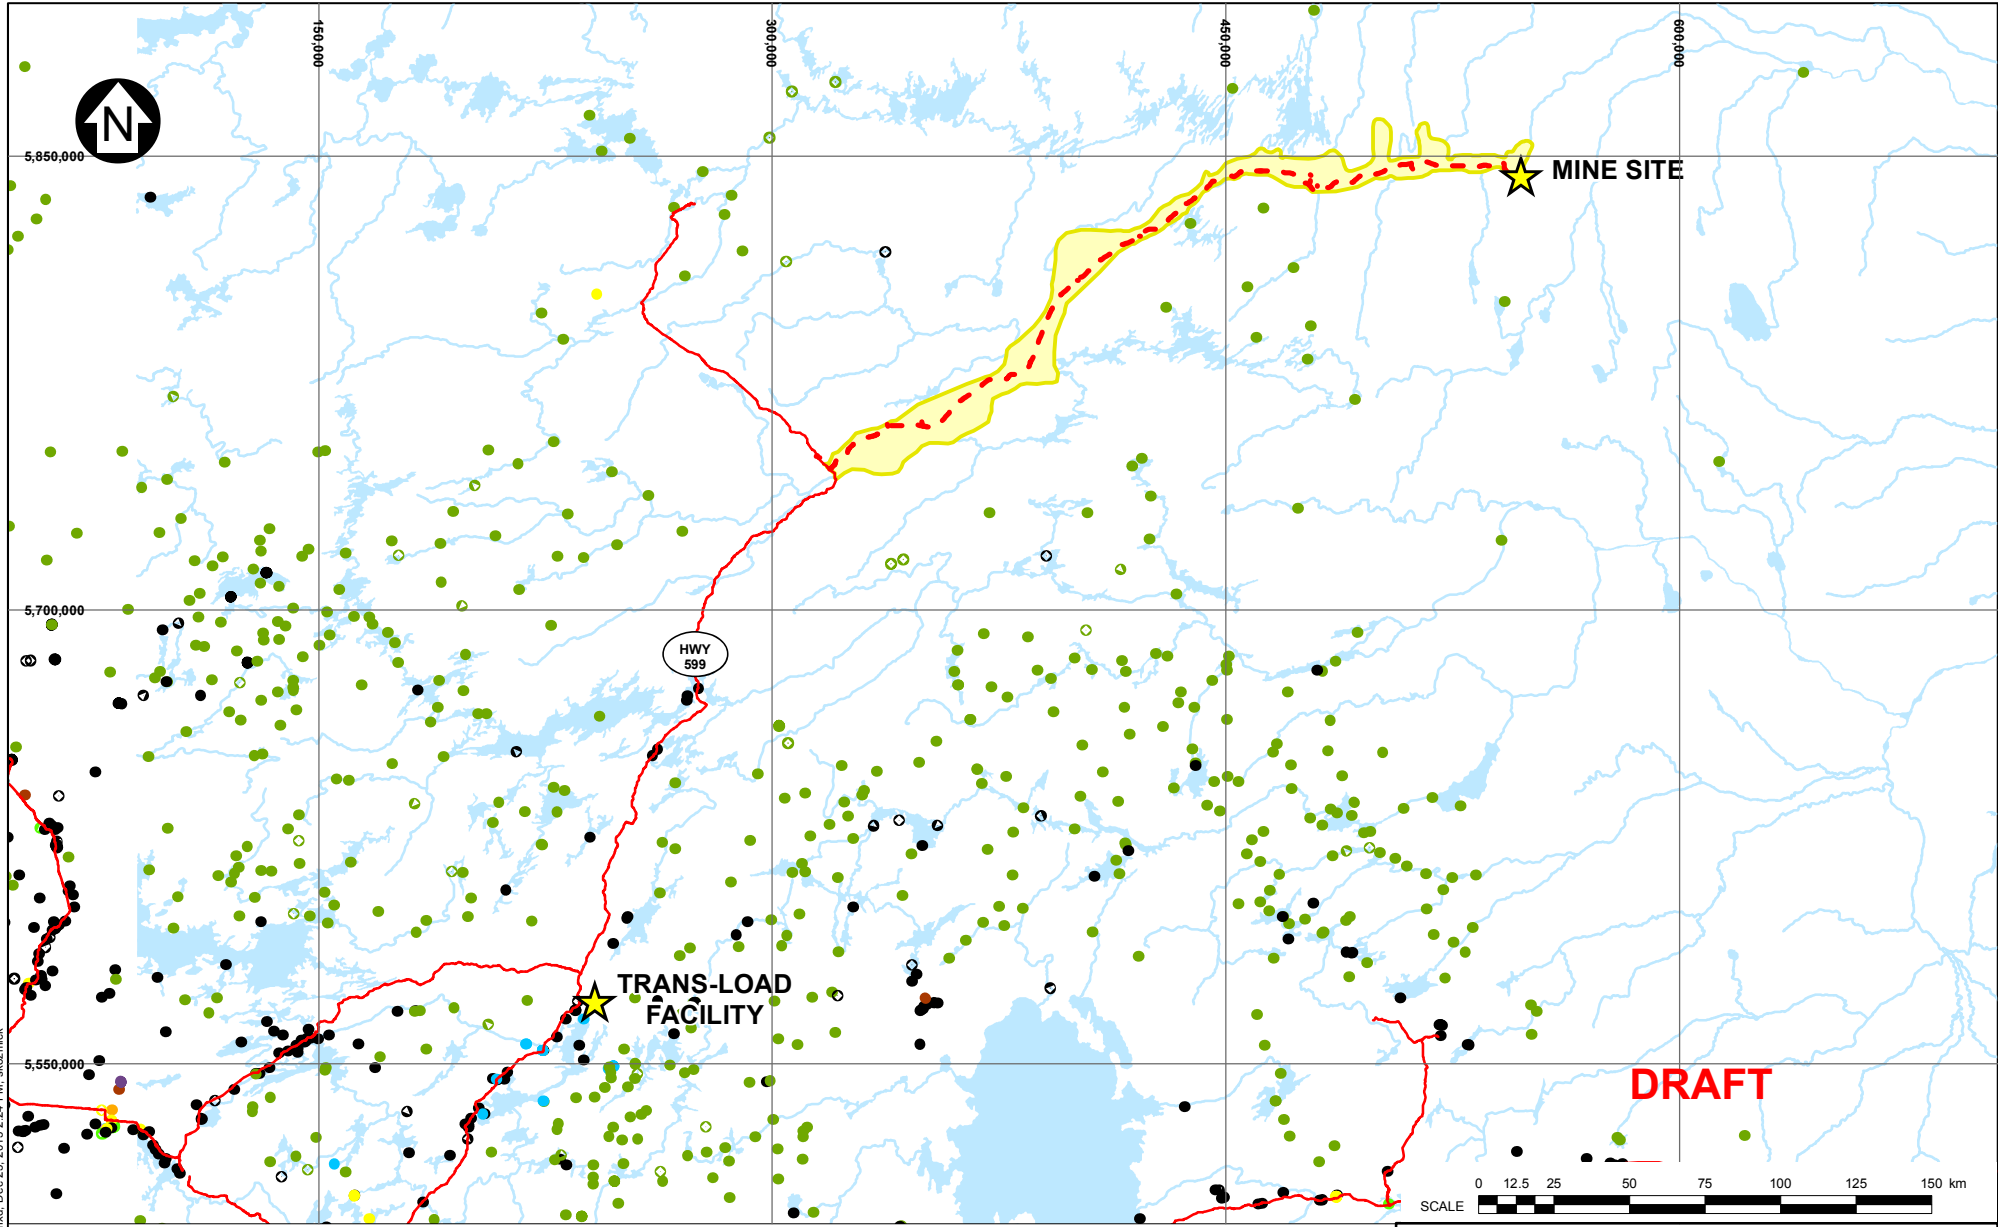 150,000
300,000
450,000
600,000
N
5,850,000
MINE SITE
5,700,000
HWY
599
TRANS-LOAD
FACILITY
5,550,000
DRAFT
0 12.5 25 50 75 100 125 150 km
SCALE